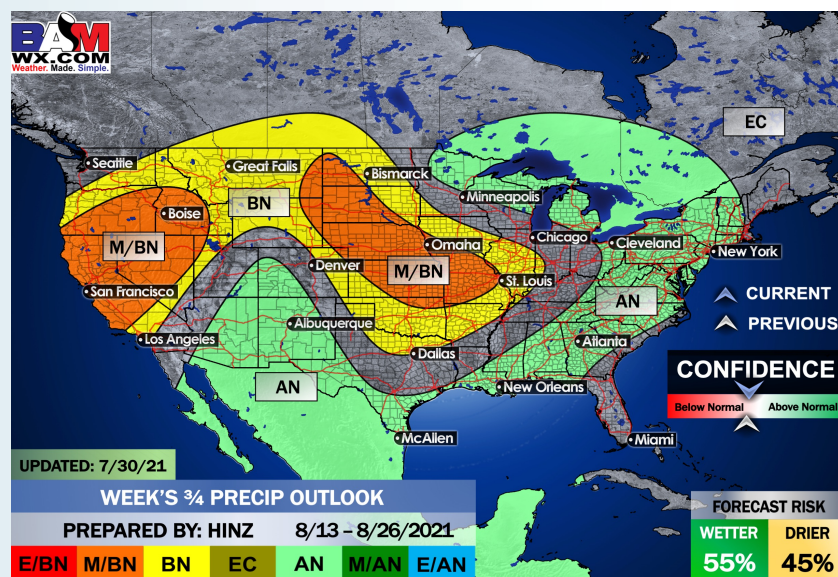 BAM
WX.COM
Weather. Made. Simple.
EC
Seattle
Great Falls
Bismarck
Minneapolis
BN
Boise
M/BN
Omaha
Chicago
Cleveland
New York
Denver
M/BN
St. Louis
San Francisco
AN
CURRENT
Albuquerque
PREVIOUS
Los Angeles
Atlanta
Dallas
CONFIDENCE
AN
New Orleans
Below Normal
Above Normal
McAllen
Miami
UPDATED: 7/30/21
WEEK'S ¾ PRECIP OUTLOOK
PREPARED BY: HINZ 8/13 – 8/26/2021
E/BN M/BN BN EC AN M/AN E/AN
FORECAST RISK
WETTER DRIER
55% 45%